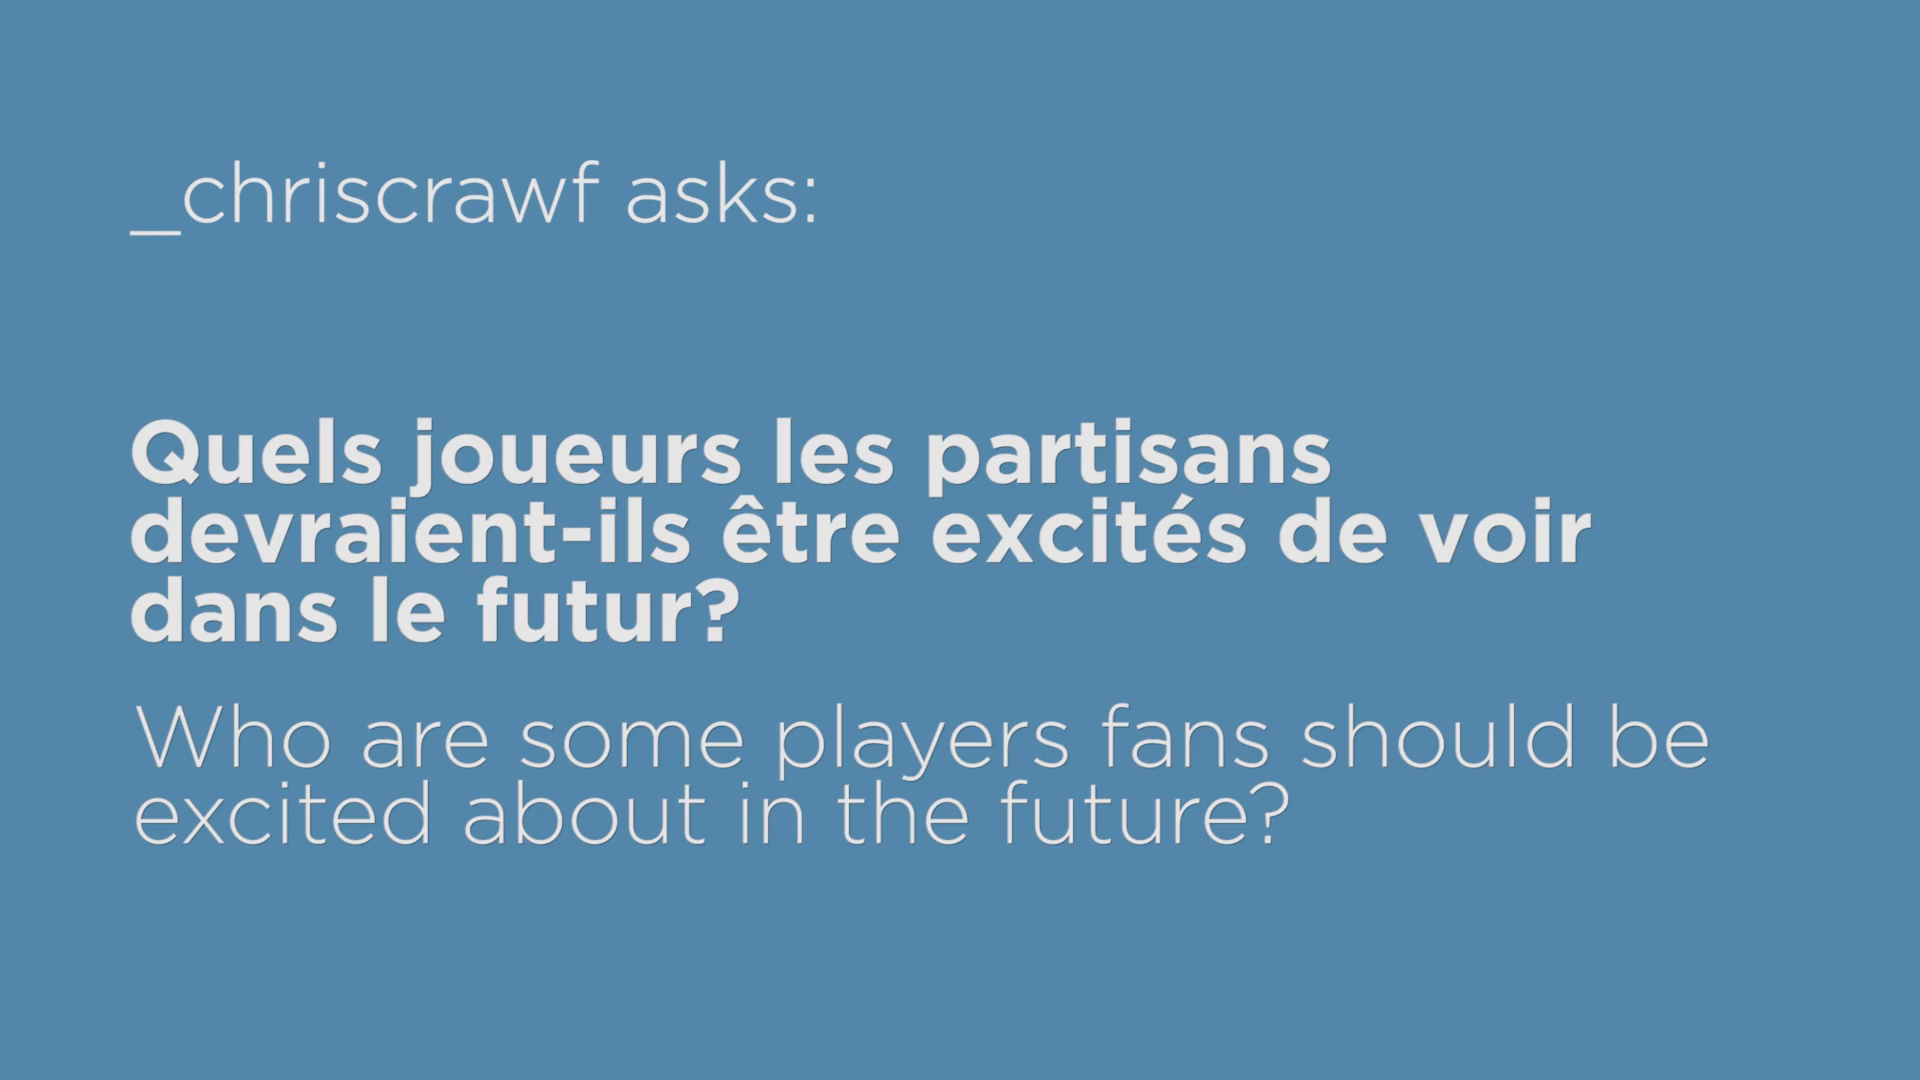 _chriscrawf asks:
Quels joueurs les partisans
devraient-ils être excités de voir
dans le futur?
Who are some players fans should be
excited about in the future?